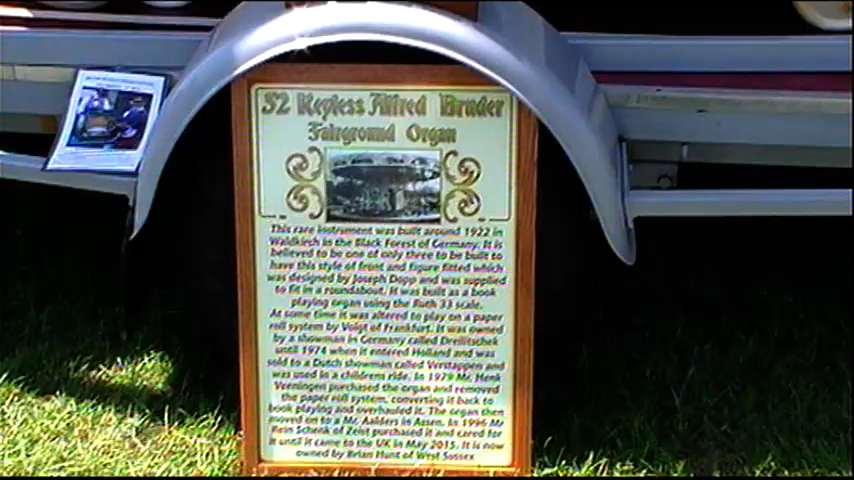 52 Keyless Alfred Bruder
Fairground Organ
This rare instrument was built around 1922 in
Waldkirch in the Black Forest of Germany. It is
believed to be one of only three to be built to
have this style of front and figure fitted which
was designed by Joseph Dopp and was supplied
to fit in a roundabout. It was built as a book
playing organ using the Ruth 33 scale.
At some time it was altered to play on a paper
roll system by Voigt of Frankfurt. It was owned
by a showman in Germany called Dreilitschek
until 1974 when it entered Holland and was
sold to a Dutch showman called Verstappen and
was used in a childrens ride. In 1979 Mr. Henk
Veeningen purchased the organ and removed
the paper roll system, converting it back to
book playing and overhauled it. The organ then
moved on to a Mr. Aalders in Assen. In 1996 Mr
Rein Schenk of Zeist purchased it and cared for
it until it came to the UK in May 2015. It is now
owned by Brian Hunt of West Sussex